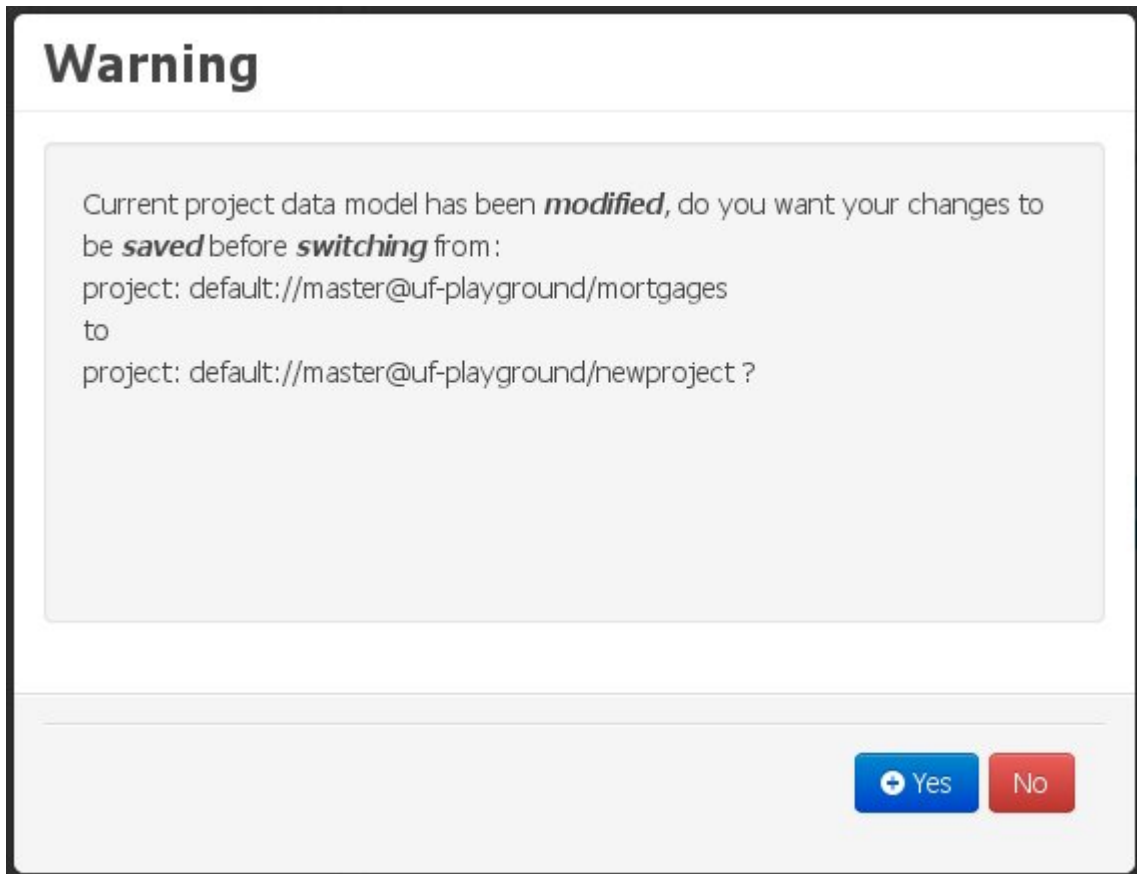 Warning
Current project data model has been modified, do you want your changes to
be saved before switching from:
project: default://master@uf-playground/mortgages
to
project: default://master@uf-playground/newproject ?
Yes
No